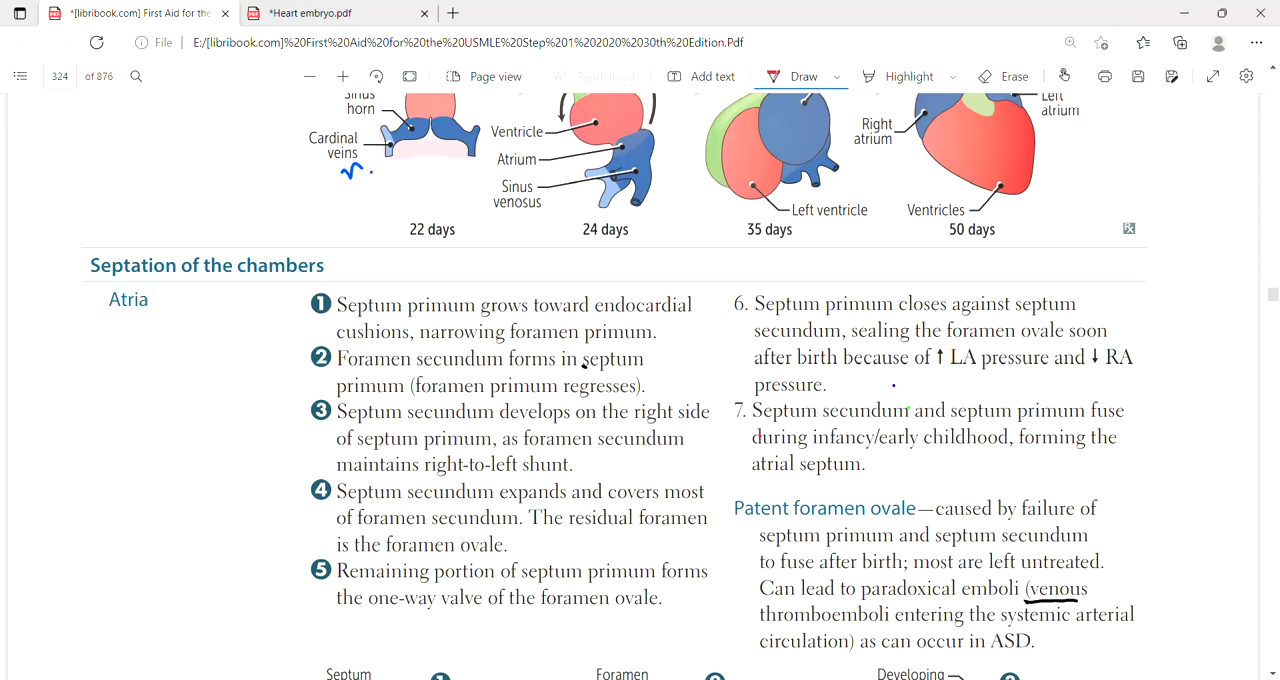 *[libribook.com] First Aid for the
*Heart embryo.pdf
File
E:/[libribook.com]%20First%20Aid%20for%20the%20USMLE%20Step%201%202020%2030th%20Edition.Pdf
324 of 876
Page view
Read aloud
Add text
Draw
Highlight
Erase
Sinus
horn
Cardinal
veins
22 days
Ventricle
Atrium
Sinus
venosus
24 days
Left ventricle
35 days
Right
atrium
Left
atrium
Ventricles
50 days
Septation of the chambers
Atria
1 Septum primum grows toward endocardial
cushions, narrowing foramen primum.
2 Foramen secundum forms in septum
primum (foramen primum regresses).
3 Septum secundum develops on the right side
of septum primum, as foramen secundum
maintains right-to-left shunt.
4 Septum secundum expands and covers most
of foramen secundum. The residual foramen
is the foramen ovale.
5 Remaining portion of septum primum forms
the one-way valve of the foramen ovale.
6. Septum primum closes against septum
secundum, sealing the foramen ovale soon
after birth because of ↑ LA pressure and ↓ RA
pressure.
7. Septum secundum and septum primum fuse
during infancy/early childhood, forming the
atrial septum.
Patent foramen ovale—caused by failure of
septum primum and septum secundum
to fuse after birth; most are left untreated.
Can lead to paradoxical emboli (venous
thromboemboli entering the systemic arterial
circulation) as can occur in ASD.
Septum
1
Foramen
2
Developing
3